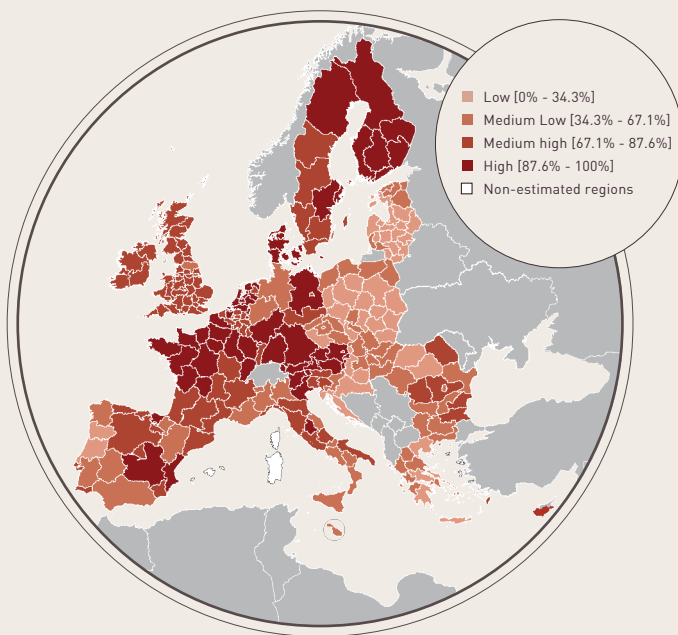 Low [0% - 34.3%]
Medium Low [34.3% - 67.1%]
Medium high [67.1% - 87.6%]
High [87.6% - 100%]
Non-estimated regions